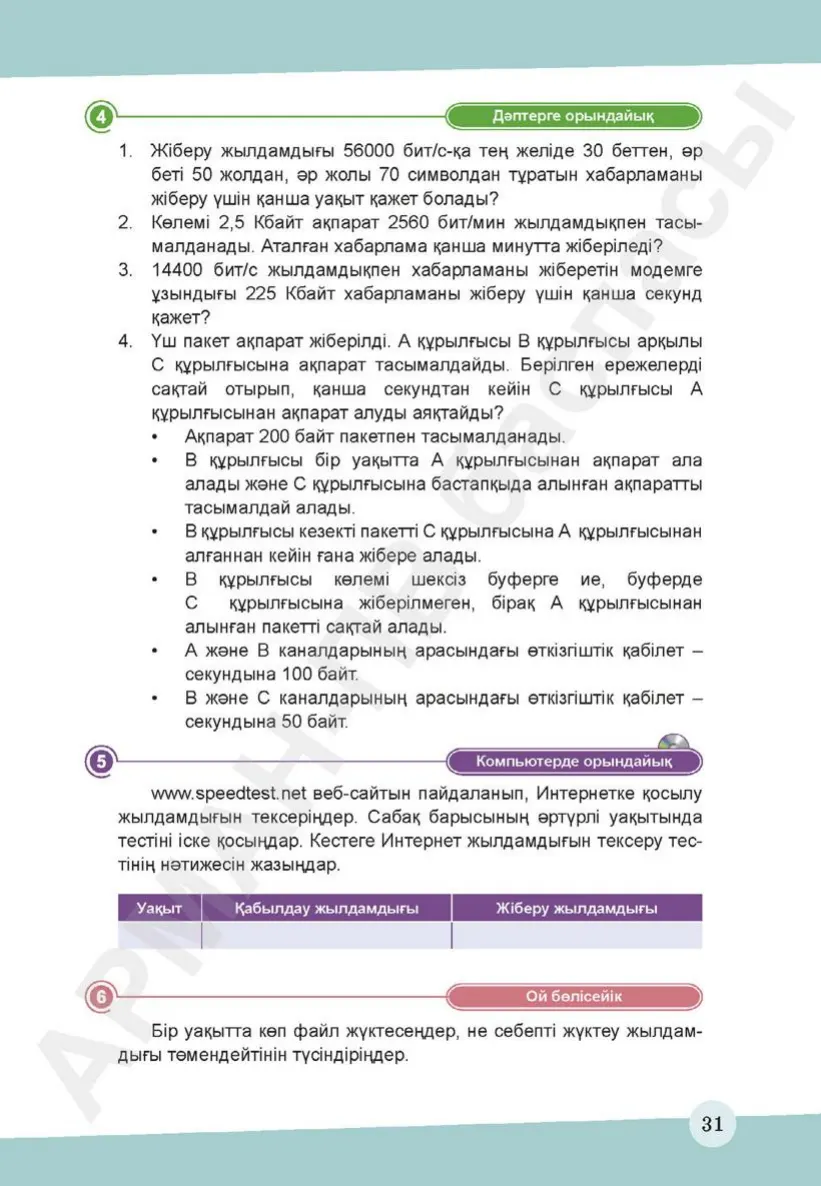 4 Дәптерге орындайық
1. Жіберу жылдамдығы 56000 бит/с-қа тең желіде 30 беттен, әр
беті 50 жолдан, әр жолы 70 символдан тұратын хабарламаны
жіберу үшін қанша уақыт қажет болады?
2. Көлемі 2,5 Кбайт ақпарат 2560 бит/мин жылдамдықпен тасы-
малданады. Аталған хабарлама қанша минутта жіберіледі?
3. 14400 бит/с жылдамдықпен хабарламаны жіберетін модемге
ұзындығы 225 Кбайт хабарламаны жіберу үшін қанша секунд
қажет?
4. Үш пакет ақпарат жіберілді. А құрылғысы В құрылғысы арқылы
С құрылғысына ақпарат тасымалдайды. Берілген ережелерді
сақтай отырып, қанша секундтан кейін С құрылғысы А
құрылғысынан ақпарат алуды аяқтайды?
• Ақпарат 200 байт пакетпен тасымалданады.
• В құрылғысы бір уақытта А құрылғысынан ақпарат ала
алады және С құрылғысына бастапқыда алынған ақпаратты
тасымалдай алады.
• В құрылғысы кезекті пакетті С құрылғысына А құрылғысынан
алғаннан кейін ғана жібере алады.
• В құрылғысы көлемі шексіз буферге ие, буферде
С құрылғысына жіберілмеген, бірақ А құрылғысынан
алынған пакетті сақтай алады.
• А және В каналдарының арасындағы өткізгіштік қабілет –
секундына 100 байт.
• В және С каналдарының арасындағы өткізгіштік қабілет –
секундына 50 байт.
5 Компьютерде орындайық
www.speedtest.net веб-сайтын пайдаланып, Интернетке қосылу
жылдамдығын тексеріңдер. Сабақ барысының әртүрлі уақытында
тестіні іске қосыңдар. Кестеге Интернет жылдамдығын тексеру тес-
тінің нәтижесін жазыңдар.
Уақыт Қабылдау жылдамдығы Жіберу жылдамдығы
6 Ой бөлісейік
Бір уақытта көп файл жүктесеңдер, не себепті жүктеу жылдам-
дығы төмендейтінін түсіндіріңдер.
31
АРМАН-ПВ баспасы